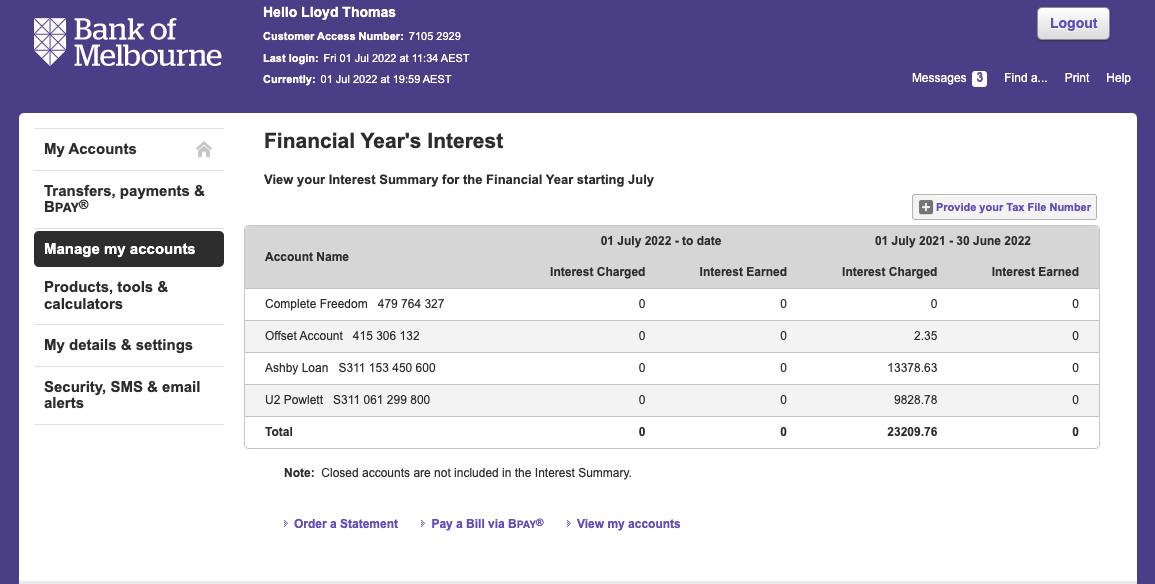 Bank of
Melbourne
Hello Lloyd Thomas
Customer Access Number: 7105 2929
Last login: Fri 01 Jul 2022 at 11:34 AEST
Currently: 01 Jul 2022 at 19:59 AEST
Logout
Messages 3 Find a... Print Help
My Accounts
Transfers, payments &
BPAY®
Manage my accounts
Products, tools &
calculators
My details & settings
Security, SMS & email
alerts
Financial Year's Interest
View your Interest Summary for the Financial Year starting July
Provide your Tax File Number
Account Name 01 July 2022 - to date 01 July 2021 - 30 June 2022
Interest Charged Interest Earned Interest Charged Interest Earned
Complete Freedom 479 764 327 0 0 0 0
Offset Account 415 306 132 0 0 2.35 0
Ashby Loan S311 153 450 600 0 0 13378.63 0
U2 Powlett S311 061 299 800 0 0 9828.78 0
Total 0 0 23209.76 0
Note: Closed accounts are not included in the Interest Summary.
Order a Statement Pay a Bill via BPAY® View my accounts